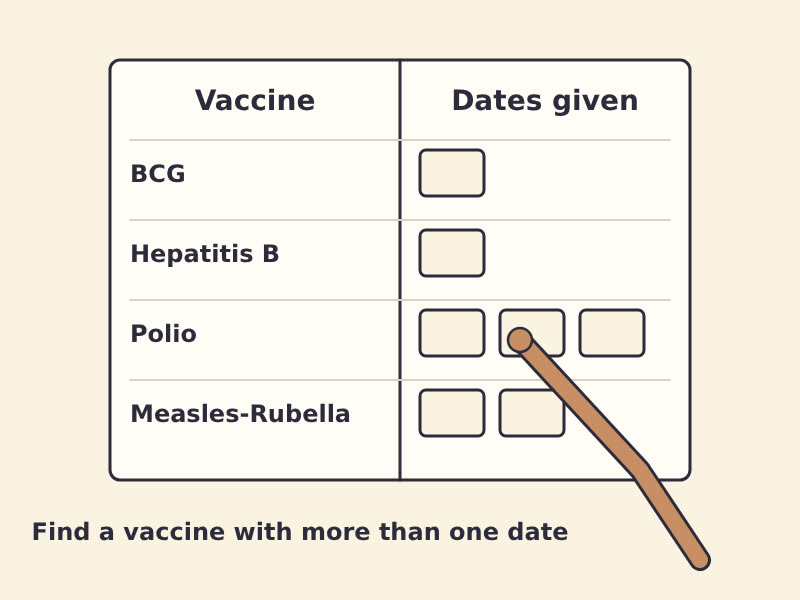 Vaccine Dates given
BCG
Hepatitis B
Polio
Measles-Rubella
Find a vaccine with more than one date